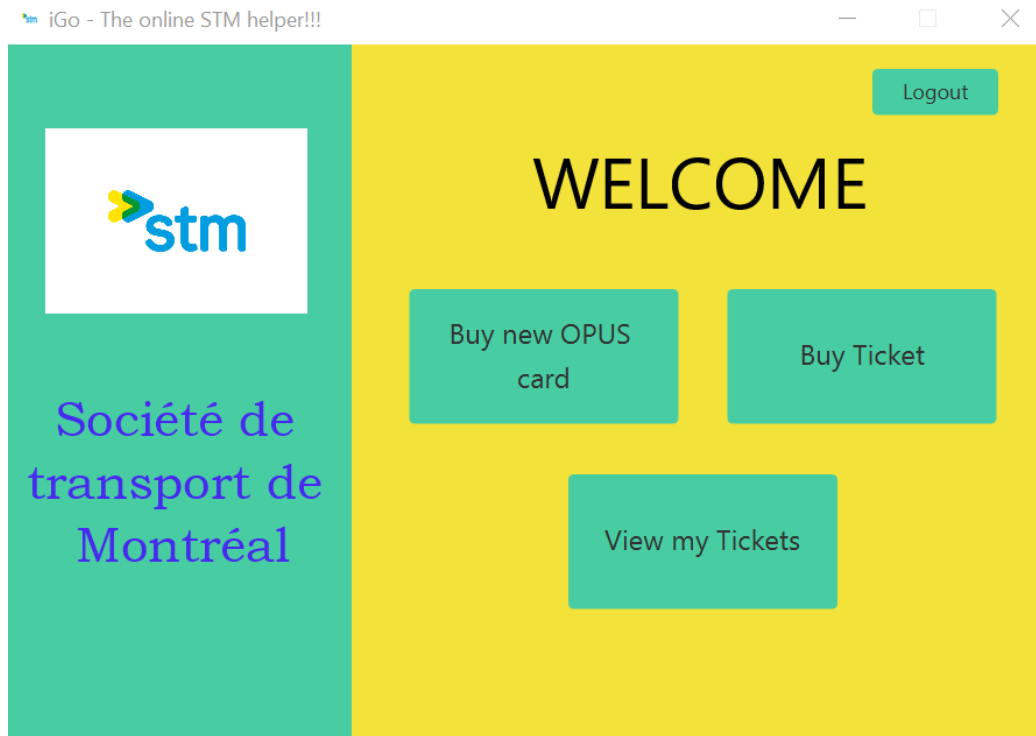 iGo - The online STM helper!!!
Logout
stm
WELCOME
Buy new OPUS
card
Buy Ticket
Société de
transport de
Montréal
View my Tickets